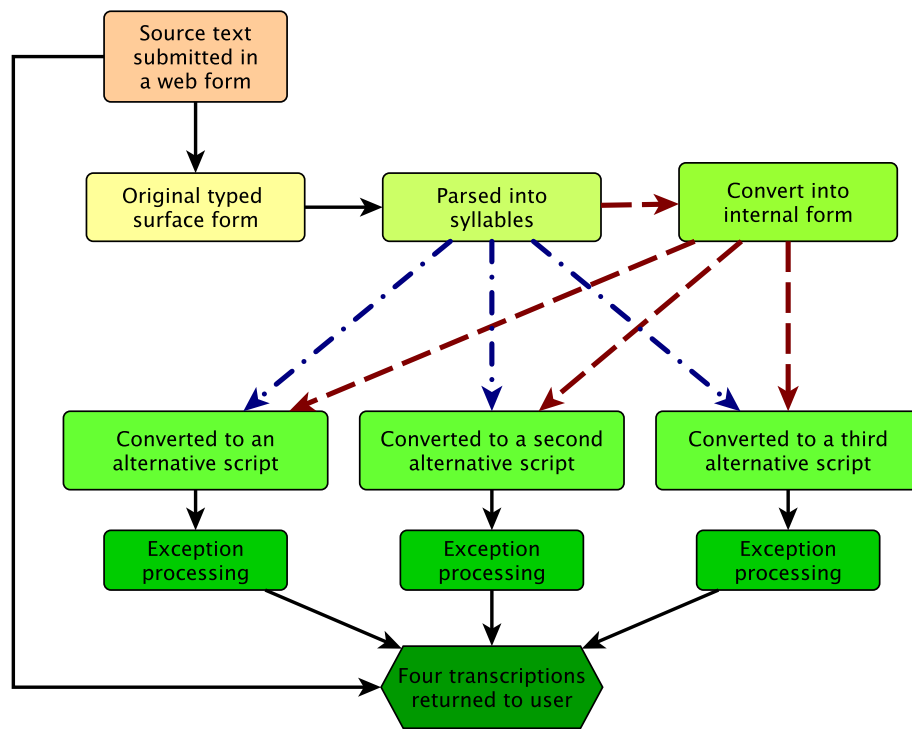 Source text
submitted in
a web form
Original typed
surface form
Parsed into
syllables
Convert into
internal form
Converted to an
alternative script
Converted to a second
alternative script
Converted to a third
alternative script
Exception
processing
Exception
processing
Exception
processing
Four transcriptions
returned to user